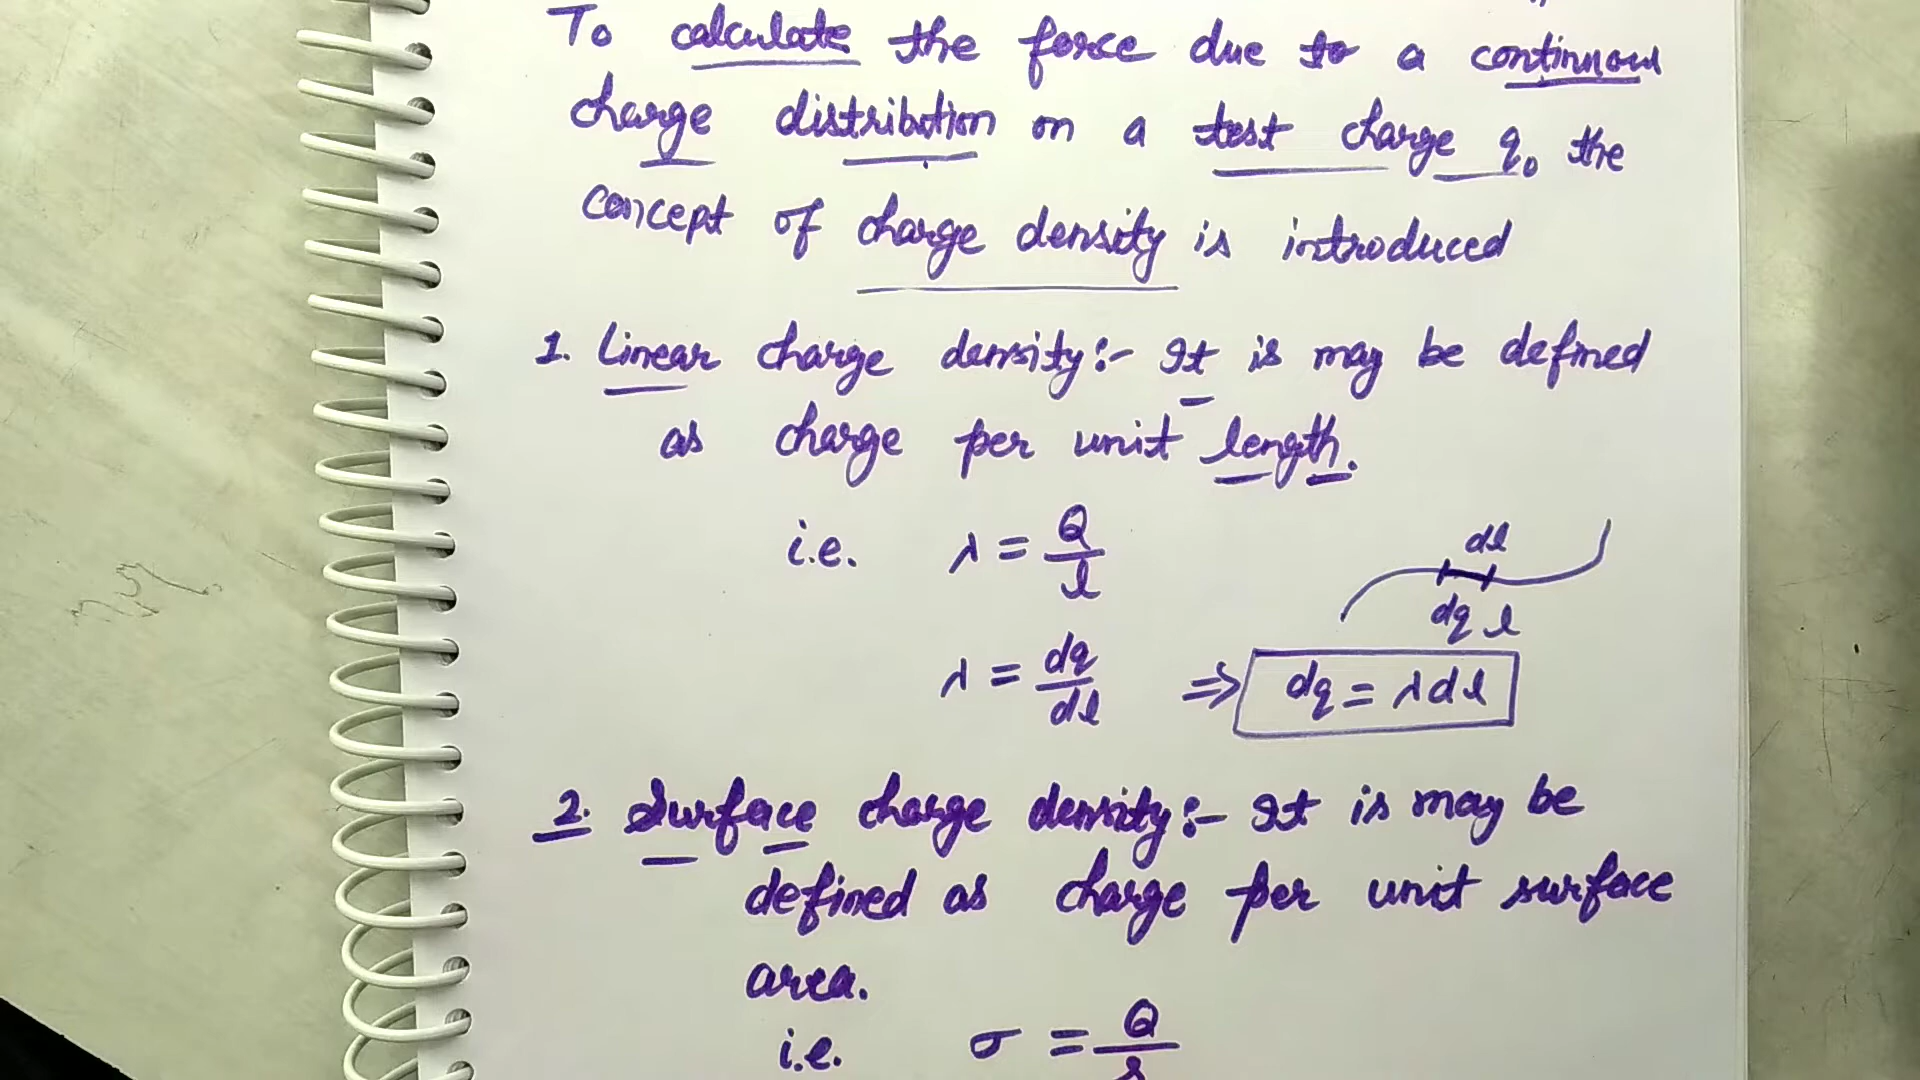 To calculate the force due to a continuous
charge distribution on a test charge q₀ the
concept of charge density is introduced
1. Linear charge density:- It is may be defined
as charge per unit length.
i.e. λ = Q/l
dl
dq l
λ = dq/dl ⇒ dq = λdl
2. Surface charge density:- It is may be
defined as charge per unit surface
area.
i.e. σ = Q/s